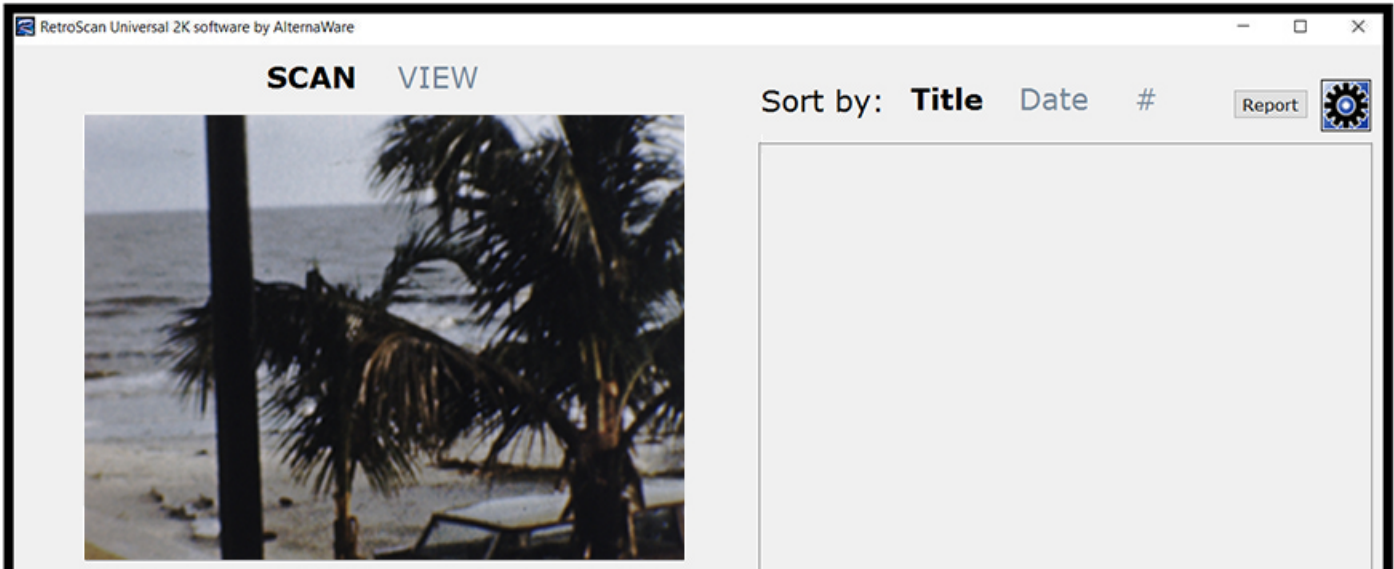 RetroScan Universal 2K software by AlternaWare
SCAN VIEW
Sort by: Title Date #
Report